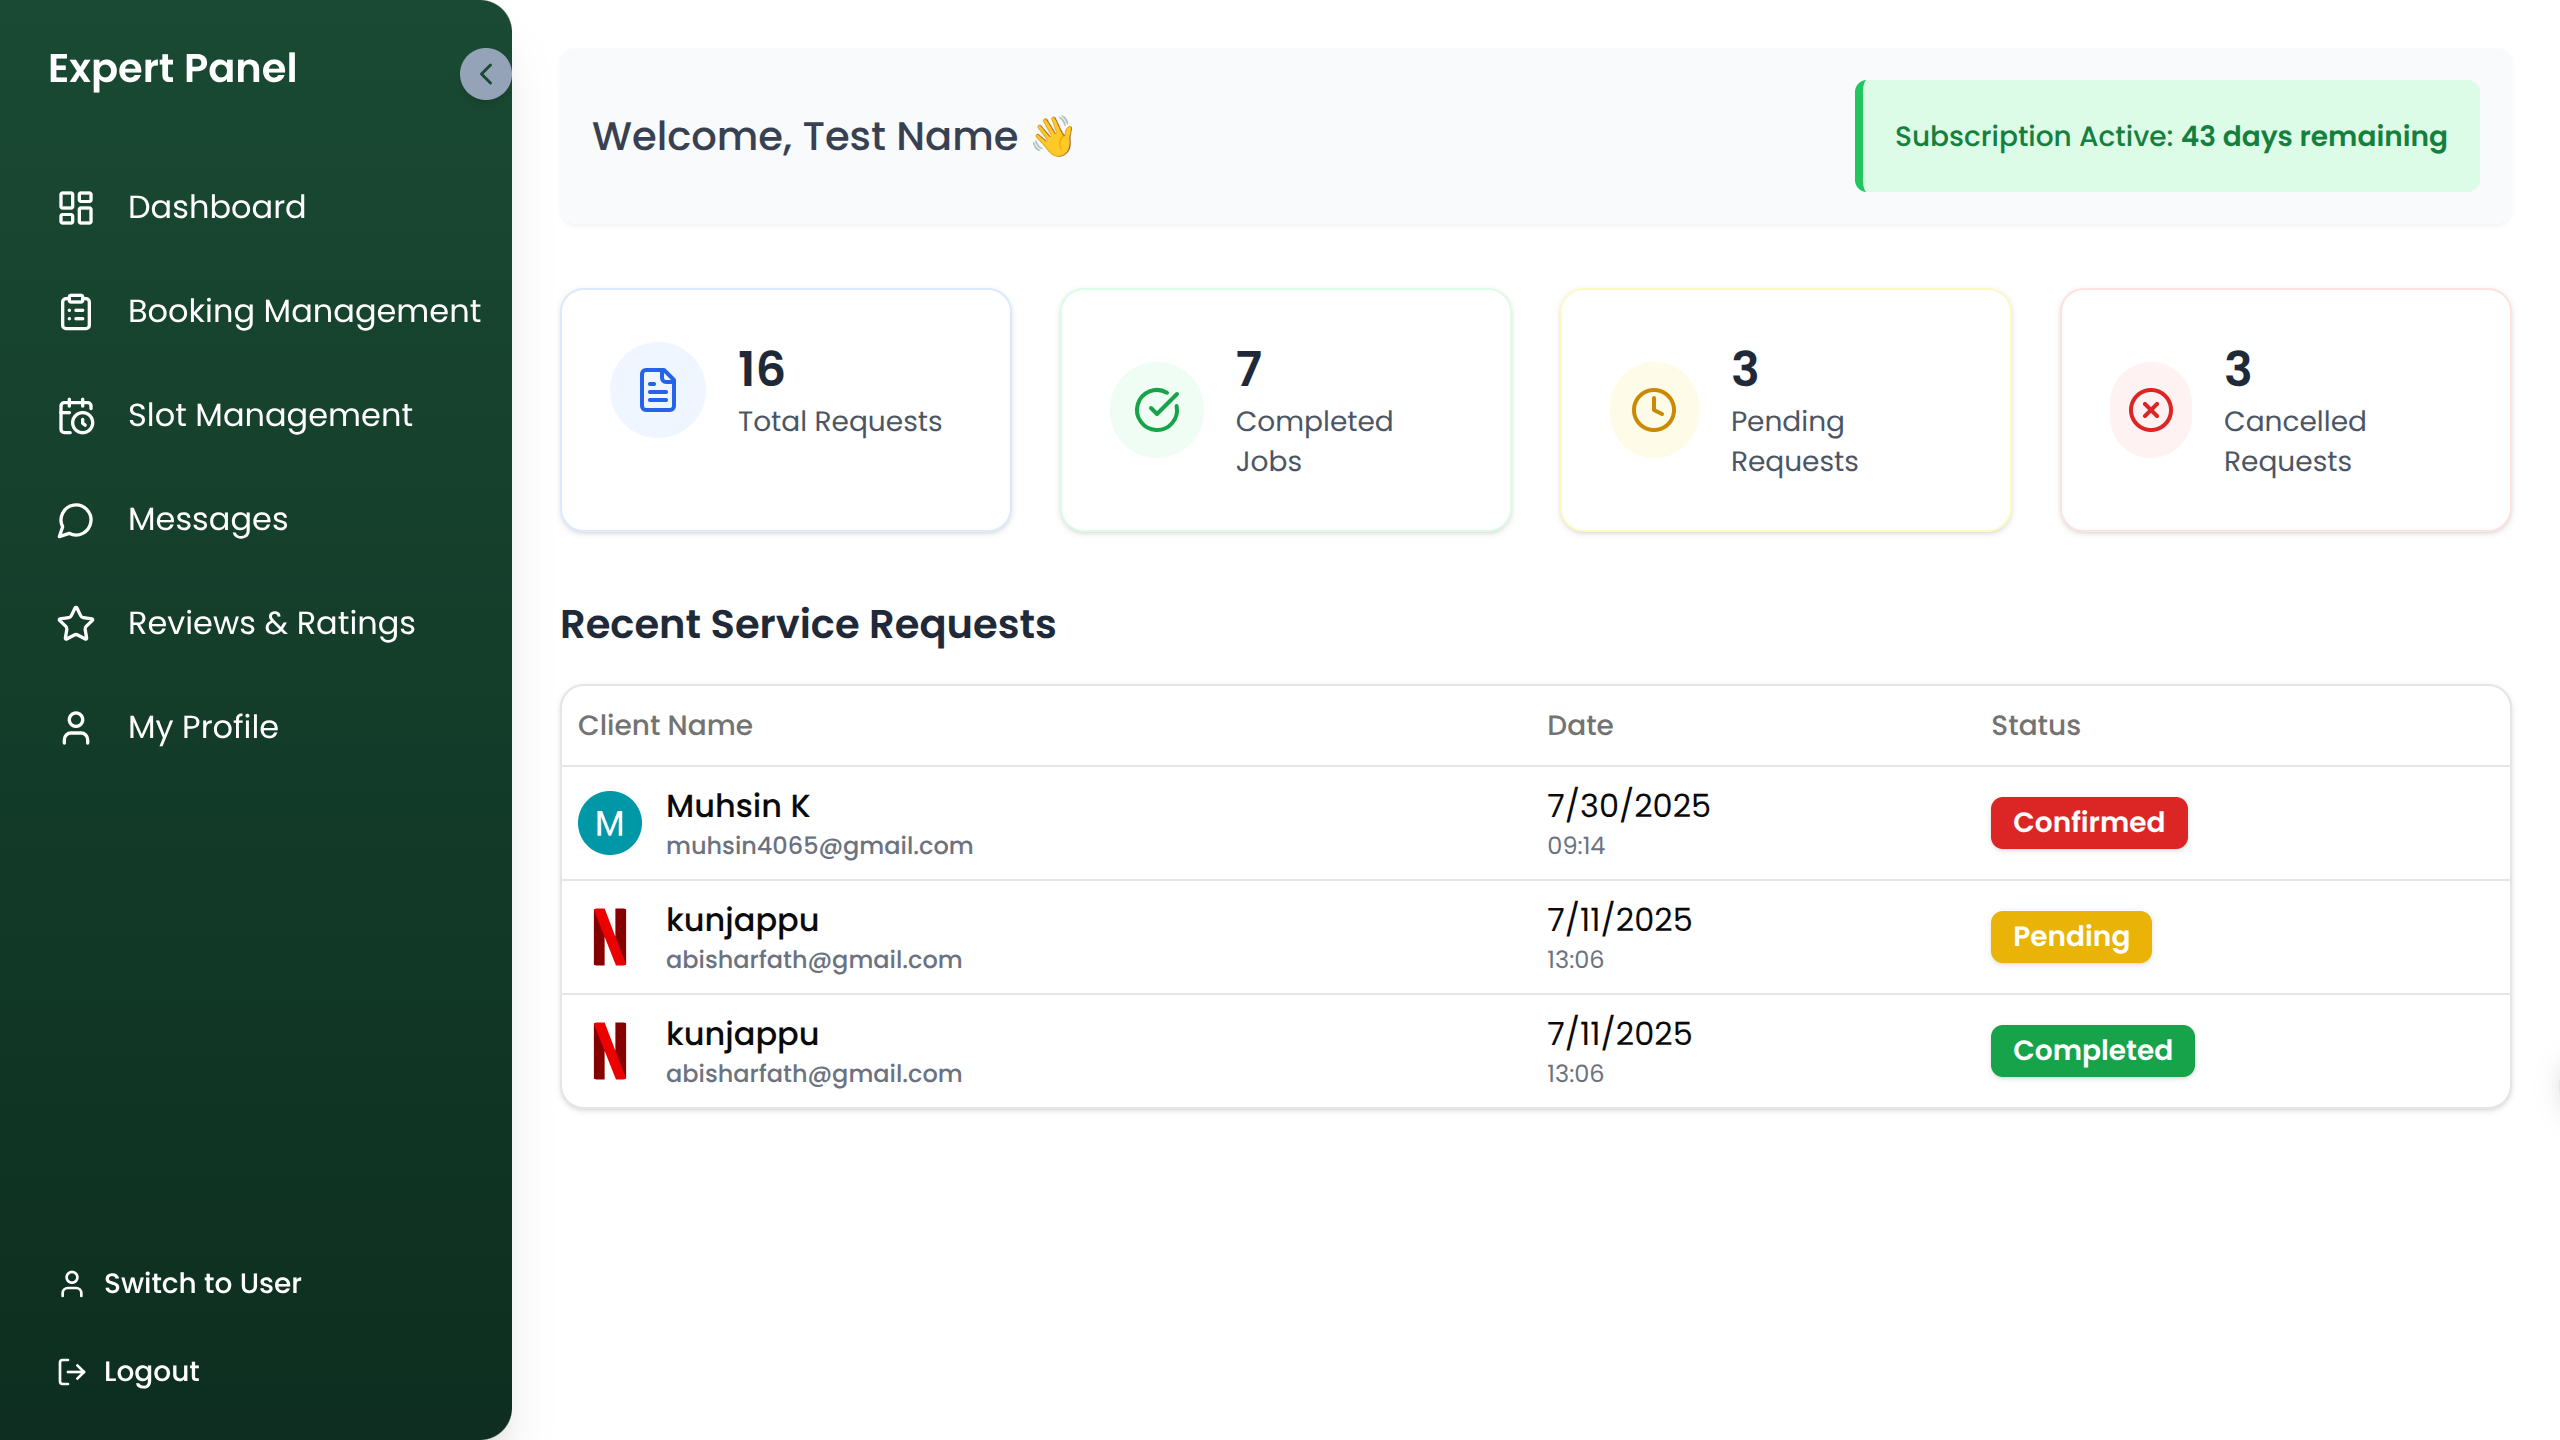 Expert Panel
Dashboard
Booking Management
Slot Management
Messages
Reviews & Ratings
My Profile
Switch to User
Logout
Welcome, Test Name 👋
Subscription Active: 43 days remaining
16
Total Requests
7
Completed
Jobs
3
Pending
Requests
3
Cancelled
Requests
Recent Service Requests
Client Name Date Status
M Muhsin K 7/30/2025 Confirmed
muhsin4065@gmail.com 09:14
N kunjappu 7/11/2025 Pending
abisharfath@gmail.com 13:06
N kunjappu 7/11/2025 Completed
abisharfath@gmail.com 13:06